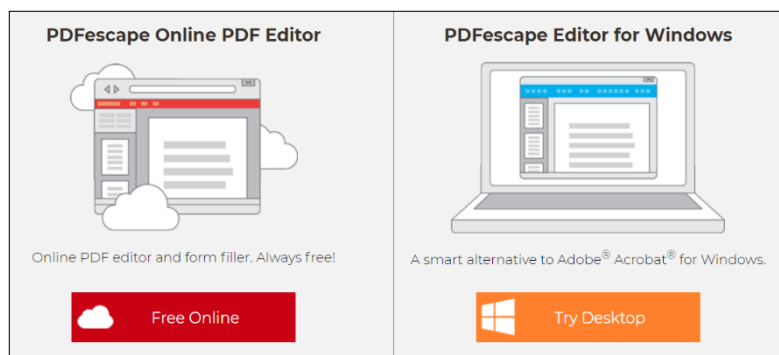 PDFescape Online PDF Editor
Online PDF editor and form filler. Always free!
Free Online
PDFescape Editor for Windows
A smart alternative to Adobe® Acrobat® for Windows.
Try Desktop